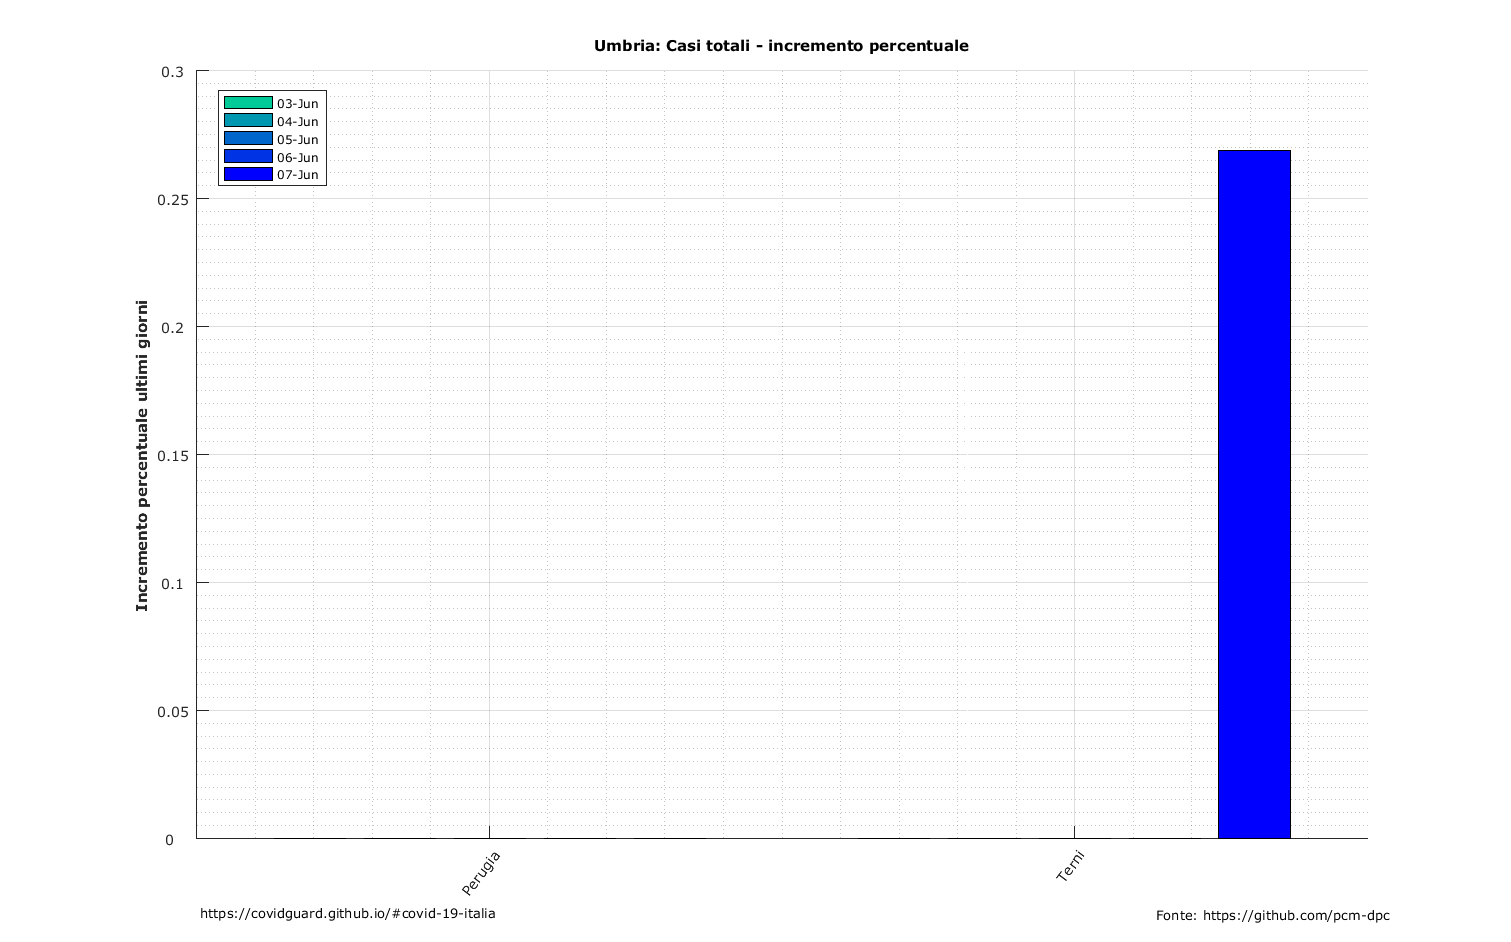 Umbria: Casi totali - incremento percentuale
0.3
03-Jun
04-Jun
05-Jun
06-Jun
07-Jun
0.25
0.2
0.15
0.1
0.05
0
Incremento percentuale ultimi giorni
Perugia
Terni
https://covidguard.github.io/#covid-19-italia
Fonte: https://github.com/pcm-dpc